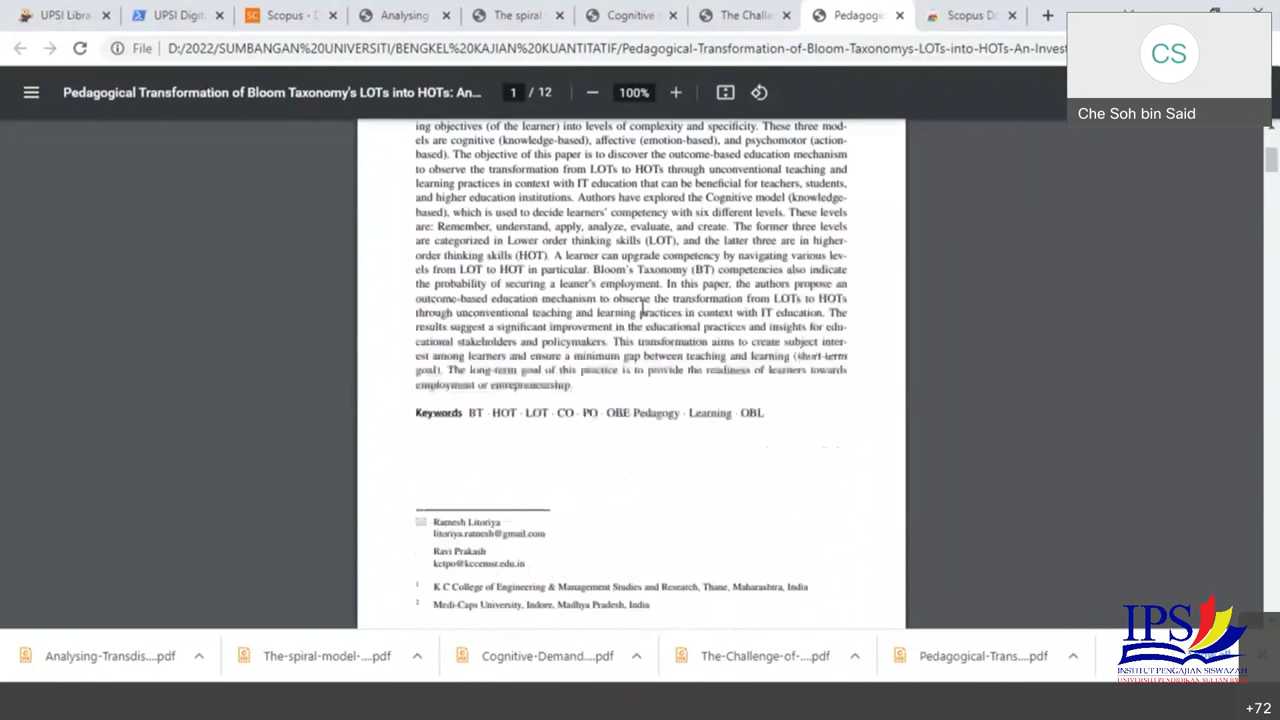 UPSI Libra
UPSI Digit
Scopus - D
Analysing
The spiral
Cognitive
The Challe
Pedagogic
Scopus Do
File
D:/2022/SUMBANGAN%20UNIVERSITI/BENGKEL%20KAJIAN%20KUANTITATIF/Pedagogical-Transformation-of-Bloom-Taxonomys-LOTs-into-HOTs-An-Invest
CS
Che Soh bin Said
Pedagogical Transformation of Bloom Taxonomy's LOTs into HOTs: An...
1 / 12
100%
ing objectives (of the learner) into levels of complexity and specificity. These three mod-
els are cognitive (knowledge-based), affective (emotion-based), and psychomotor (action-
based). The objective of this paper is to discover the outcome-based education mechanism
to observe the transformation from LOTs to HOTs through unconventional teaching and
learning practices in context with IT education that can be beneficial for teachers, students,
and higher education institutions. Authors have explored the Cognitive model (knowledge-
based), which is used to decide learners' competency with six different levels. These levels
are: Remember, understand, apply, analyze, evaluate, and create. The former three levels
are categorized in Lower order thinking skills (LOT), and the latter three are in higher-
order thinking skills (HOT). A learner can upgrade competency by navigating various lev-
els from LOT to HOT in particular. Bloom's Taxonomy (BT) competencies also indicate
the probability of securing a leaner's employment. In this paper, the authors propose an
outcome-based education mechanism to observe the transformation from LOTs to HOTs
through unconventional teaching and learning practices in context with IT education. The
results suggest a significant improvement in the educational practices and insights for edu-
cational stakeholders and policymakers. This transformation aims to create subject inter-
est among learners and ensure a minimum gap between teaching and learning (short-term
goal). The long-term goal of this practice is to provide the readiness of learners towards
employment or entrepreneurship.
Keywords BT · HOT · LOT · CO · PO · OBE Pedagogy · Learning · OBL
Ratnesh Litoriya
litoriya.ratnesh@gmail.com
Ravi Prakash
kctpo@kccemsr.edu.in
1 K C College of Engineering & Management Studies and Research, Thane, Maharashtra, India
2 Medi-Caps University, Indore, Madhya Pradesh, India
Analysing-Transdis....pdf
The-spiral-model-....pdf
Cognitive-Demand....pdf
The-Challenge-of-....pdf
Pedagogical-Trans....pdf
IPS
INSTITUT PENGAJIAN SISWAZAH
UNIVERSITI PENDIDIKAN SULTAN IDRIS
+72